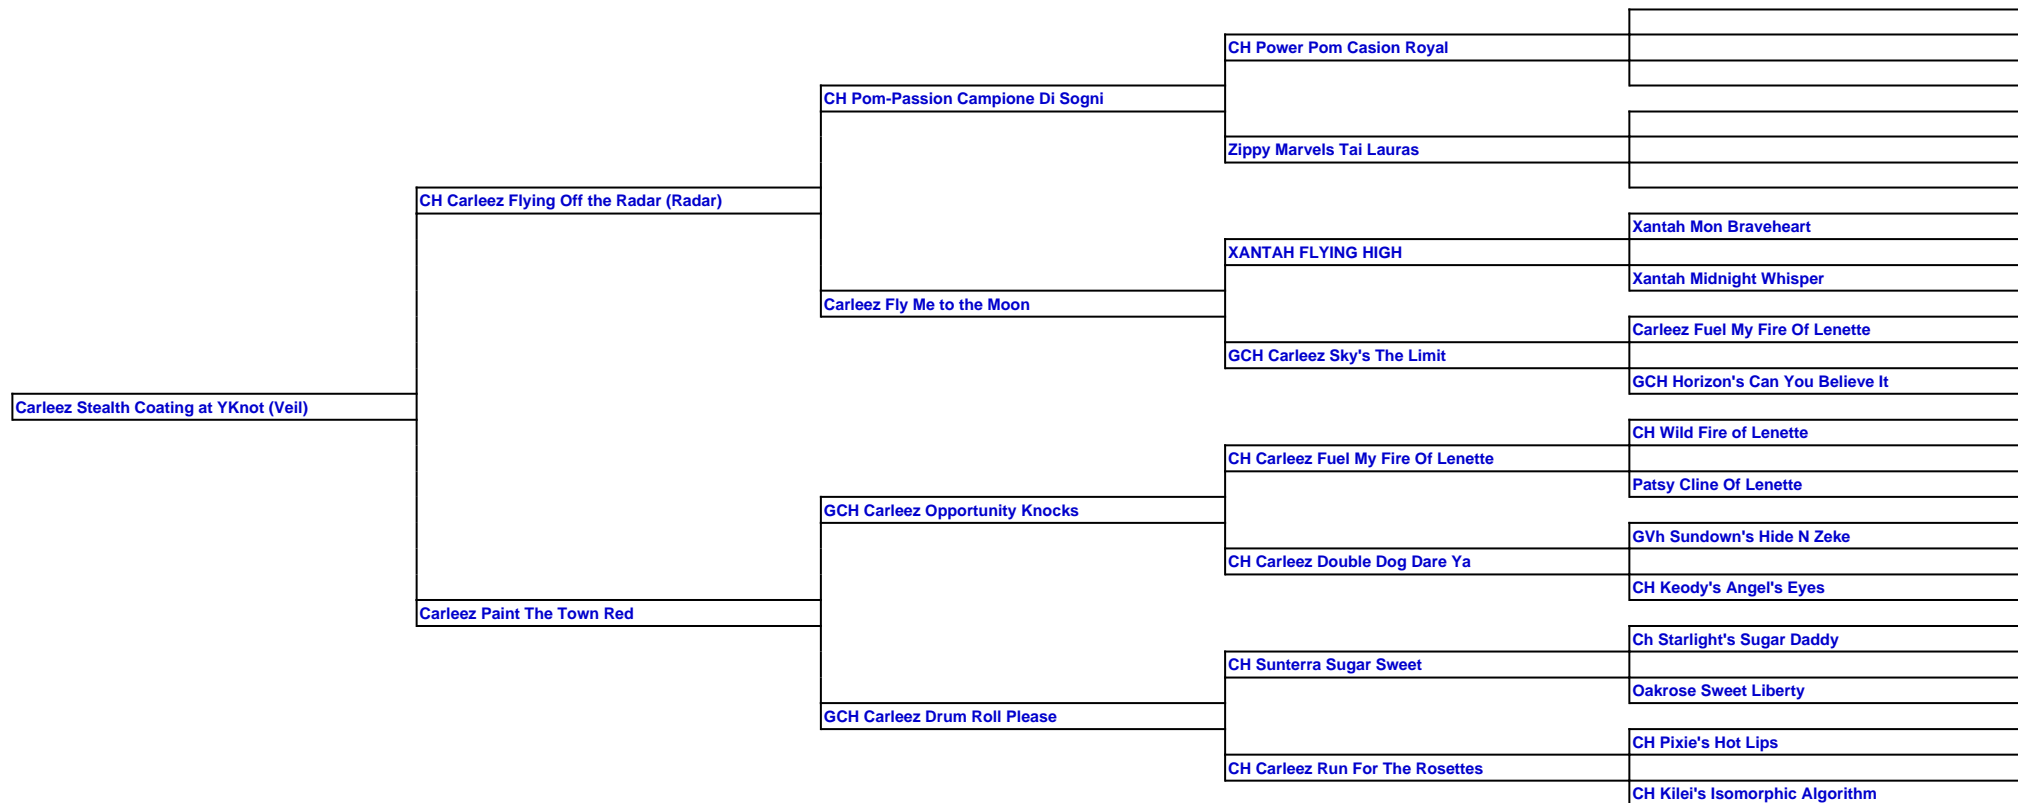 CH Power Pom Casion Royal
CH Pom-Passion Campione Di Sogni
Zippy Marvels Tai Lauras
CH Carleez Flying Off the Radar (Radar)
Xantah Mon Braveheart
XANTAH FLYING HIGH
Xantah Midnight Whisper
Carleez Fly Me to the Moon
Carleez Fuel My Fire Of Lenette
GCH Carleez Sky's The Limit
GCH Horizon's Can You Believe It
Carleez Stealth Coating at YKnot (Veil)
CH Wild Fire of Lenette
CH Carleez Fuel My Fire Of Lenette
Patsy Cline Of Lenette
GCH Carleez Opportunity Knocks
GVh Sundown's Hide N Zeke
CH Carleez Double Dog Dare Ya
CH Keody's Angel's Eyes
Carleez Paint The Town Red
Ch Starlight's Sugar Daddy
CH Sunterra Sugar Sweet
Oakrose Sweet Liberty
GCH Carleez Drum Roll Please
CH Pixie's Hot Lips
CH Carleez Run For The Rosettes
CH Kilei's Isomorphic Algorithm